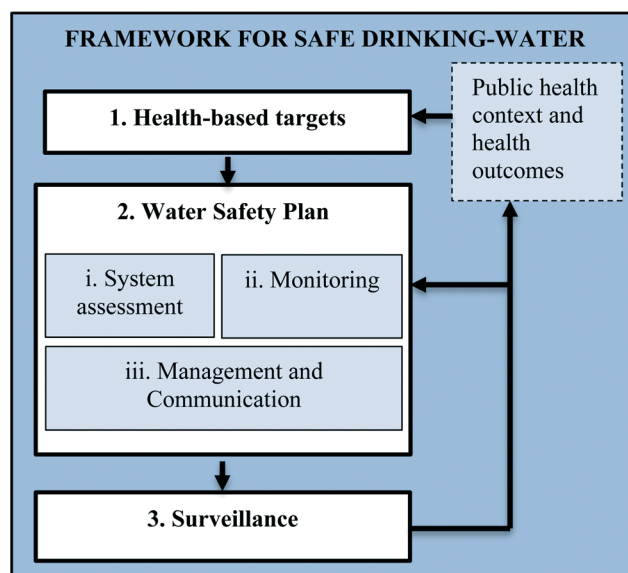 FRAMEWORK FOR SAFE DRINKING-WATER
Public health
context and
health
outcomes
1. Health-based targets
2. Water Safety Plan
i. System
assessment
ii. Monitoring
iii. Management and
Communication
3. Surveillance